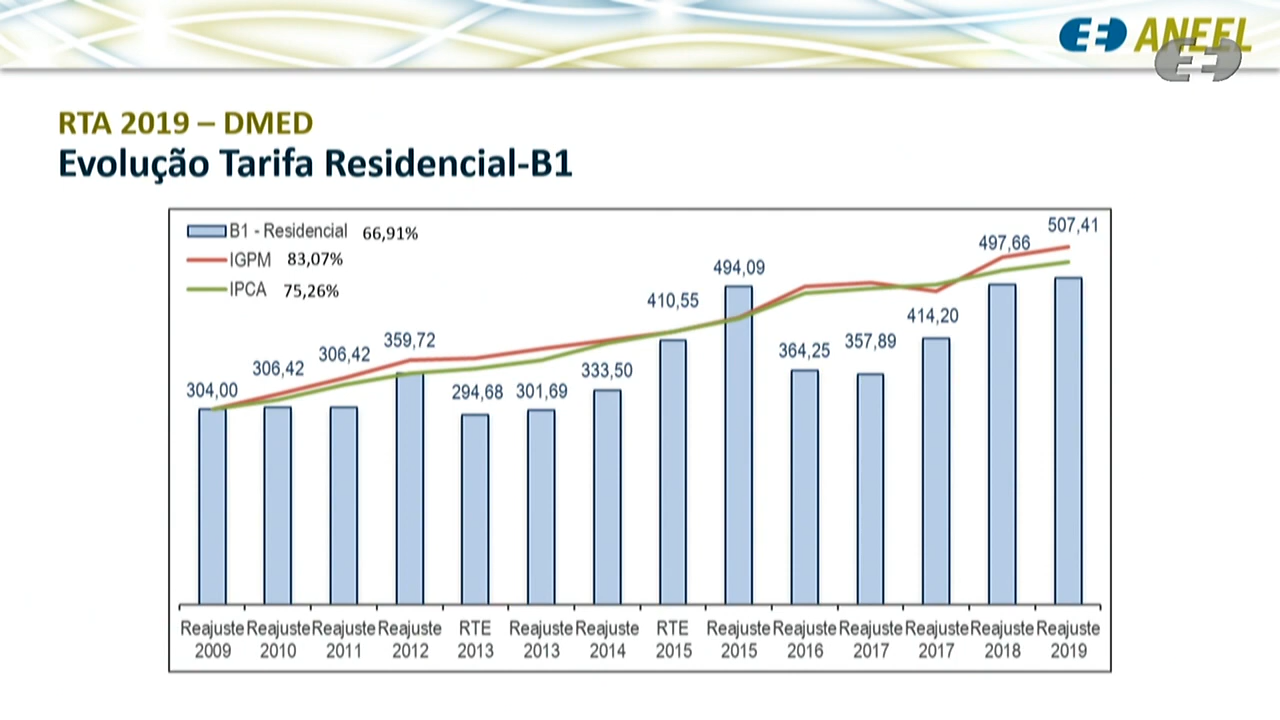 ANEEL
RTA 2019 – DMED
Evolução Tarifa Residencial-B1
B1 - Residencial 66,91%
IGPM 83,07%
IPCA 75,26%
304,00
306,42
306,42
359,72
294,68
301,69
333,50
410,55
494,09
364,25
357,89
414,20
497,66
507,41
Reajuste Reajuste Reajuste Reajuste RTE Reajuste Reajuste RTE Reajuste Reajuste Reajuste Reajuste Reajuste Reajuste
2009 2010 2011 2012 2013 2013 2014 2015 2015 2016 2017 2017 2018 2019